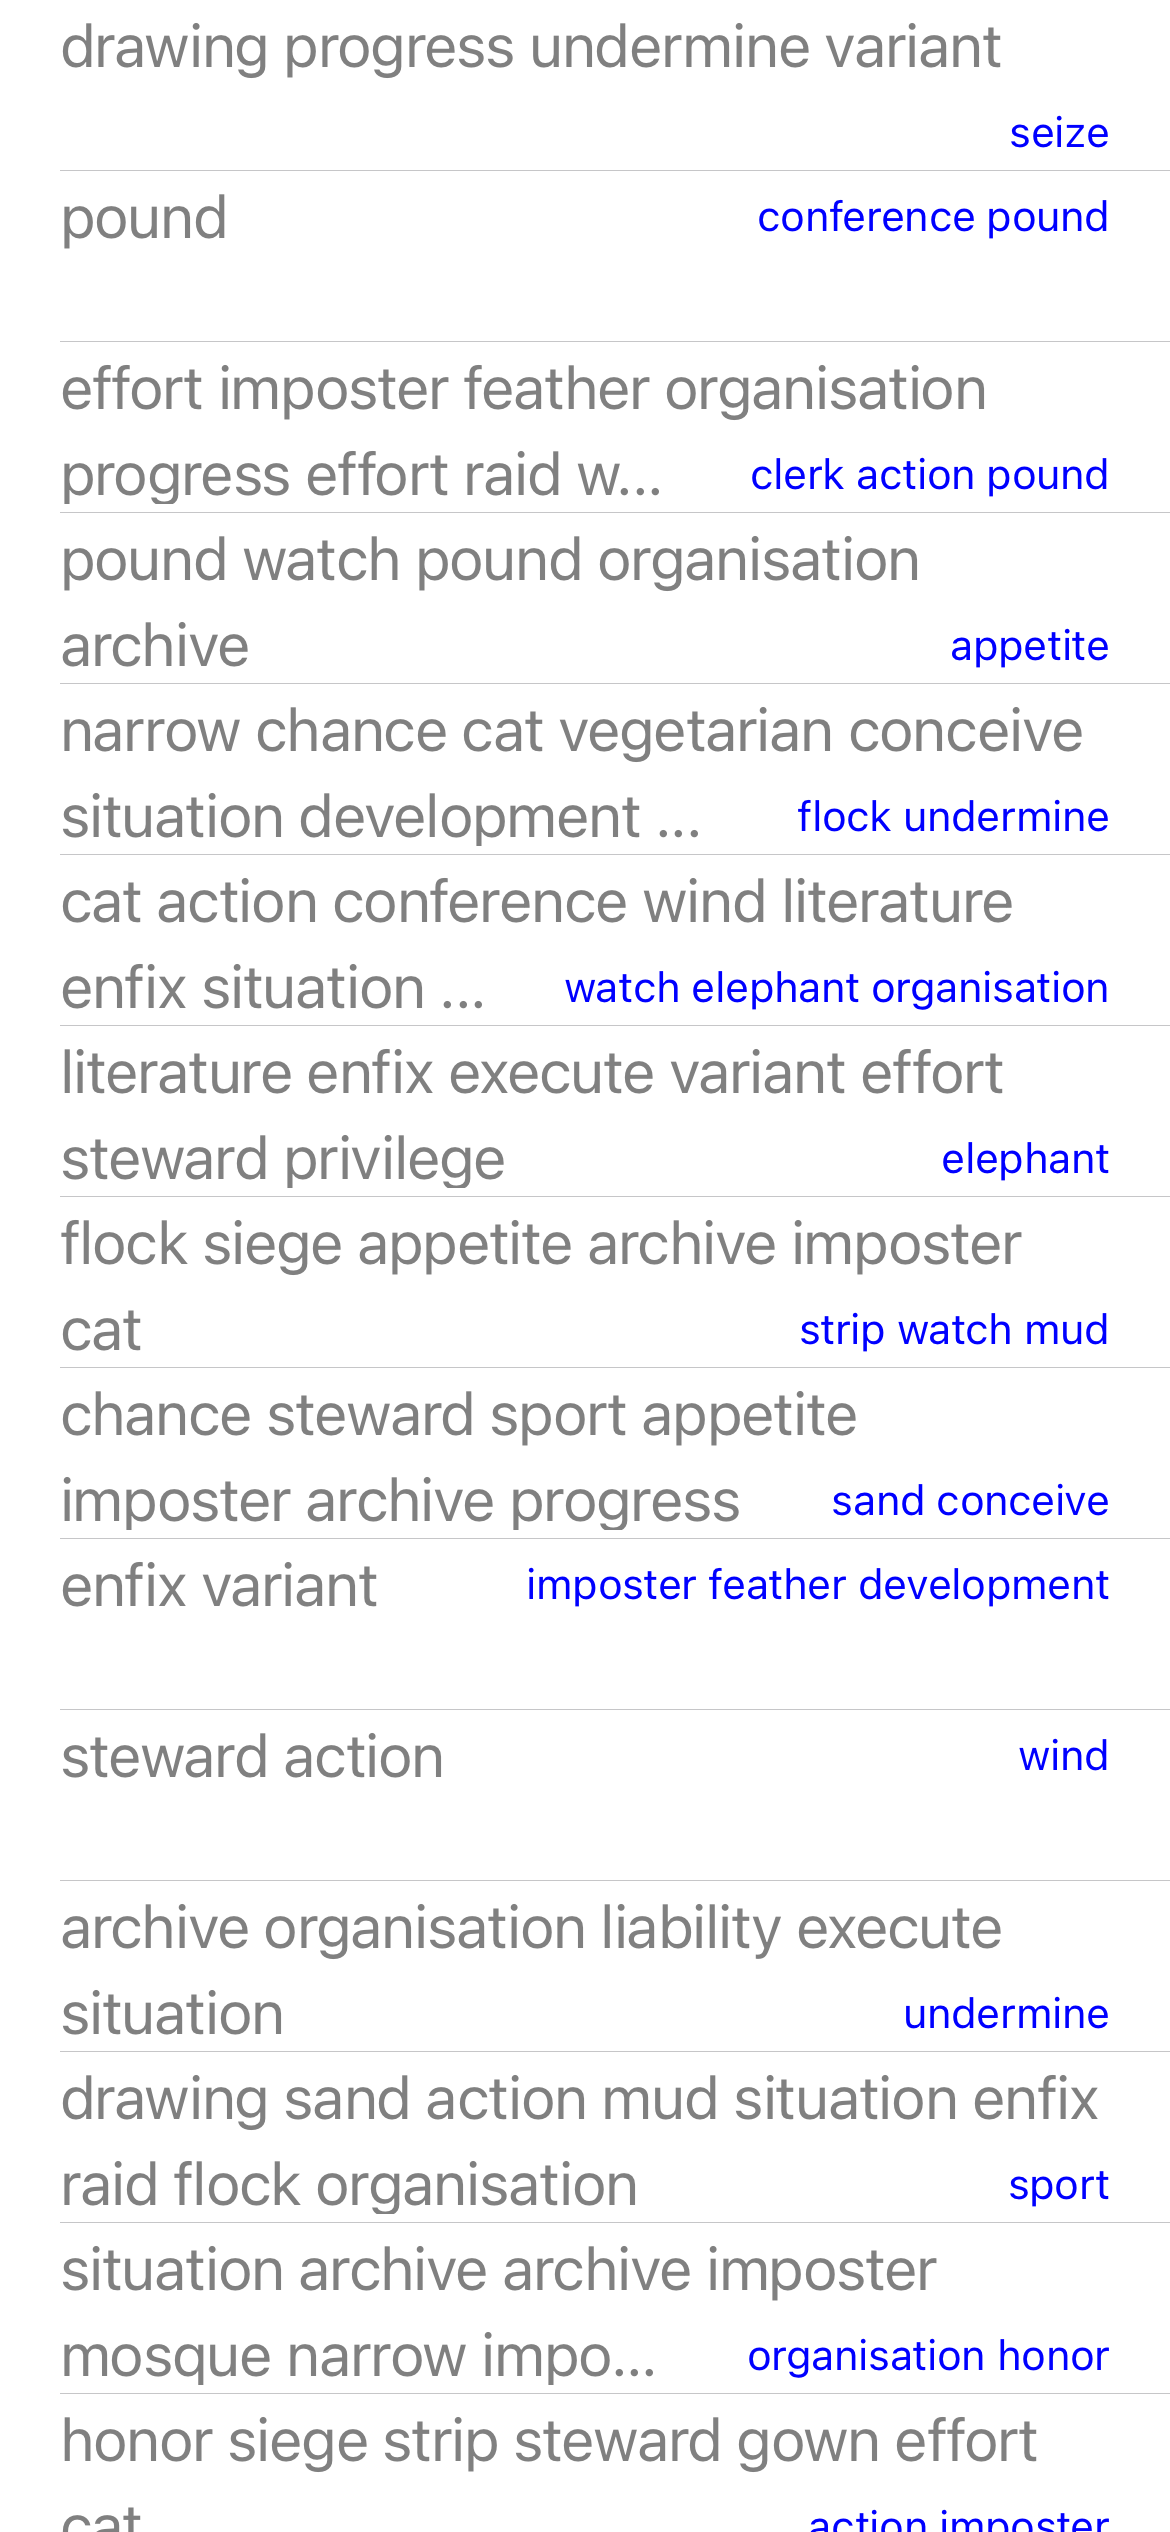 drawing progress undermine variant
seize
pound conference pound
effort imposter feather organisation
progress effort raid w... clerk action pound
pound watch pound organisation
archive appetite
narrow chance cat vegetarian conceive
situation development ... flock undermine
cat action conference wind literature
enfix situation ... watch elephant organisation
literature enfix execute variant effort
steward privilege elephant
flock siege appetite archive imposter
cat strip watch mud
chance steward sport appetite
imposter archive progress sand conceive
enfix variant imposter feather development
steward action wind
archive organisation liability execute
situation undermine
drawing sand action mud situation enfix
raid flock organisation sport
situation archive archive imposter
mosque narrow impo... organisation honor
honor siege strip steward gown effort
cat action imposter